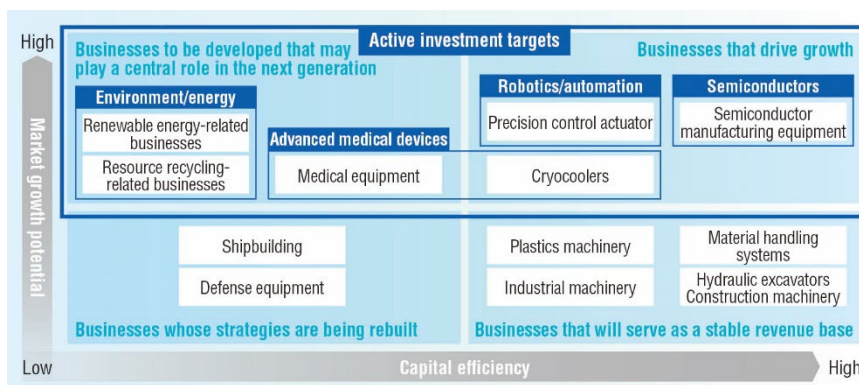 High
Active investment targets
Businesses to be developed that may
play a central role in the next generation
Businesses that drive growth
Environment/energy
Renewable energy-related
businesses
Resource recycling-
related businesses
Advanced medical devices
Medical equipment
Robotics/automation
Precision control actuator
Cryocoolers
Semiconductors
Semiconductor
manufacturing equipment
Market growth potential
Shipbuilding
Defense equipment
Businesses whose strategies are being rebuilt
Plastics machinery
Industrial machinery
Material handling
systems
Hydraulic excavators
Construction machinery
Businesses that will serve as a stable revenue base
Low
Capital efficiency
High